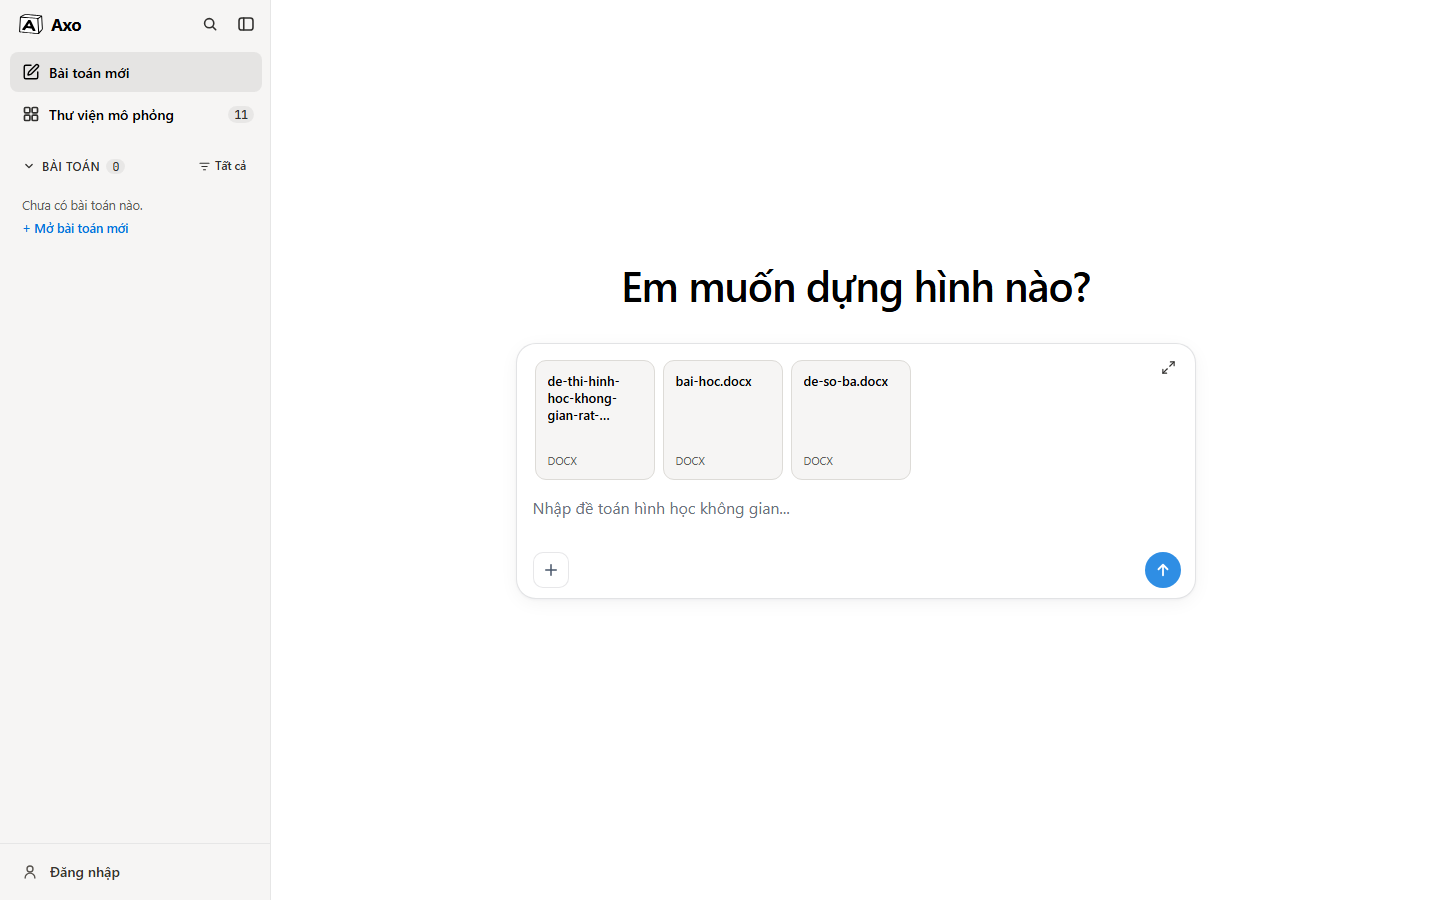 Axo
Bài toán mới
Thư viện mô phỏng 11
BÀI TOÁN 0 Tất cả
Chưa có bài toán nào.
+ Mở bài toán mới
Em muốn dựng hình nào?
de-thi-hinh-
hoc-khong-
gian-rat-...
DOCX
bai-hoc.docx
DOCX
de-so-ba.docx
DOCX
Nhập đề toán hình học không gian...
Đăng nhập